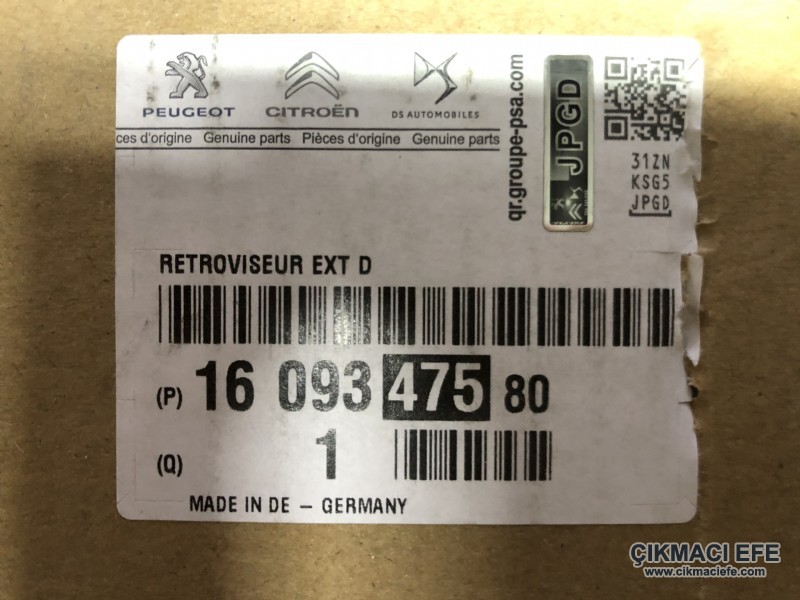 PEUGEOT CITROËN DS AUTOMOBILES
ces d'origine Genuine parts Pièces d'origine Genuine parts
qr.groupe-psa.com
JPGD
31ZN
KSG5
JPGD
RETROVISEUR EXT D
(P) 16 093 475 80
(Q) 1
MADE IN DE – GERMANY
ÇIKMACI EFE
www.cikmaciefe.com